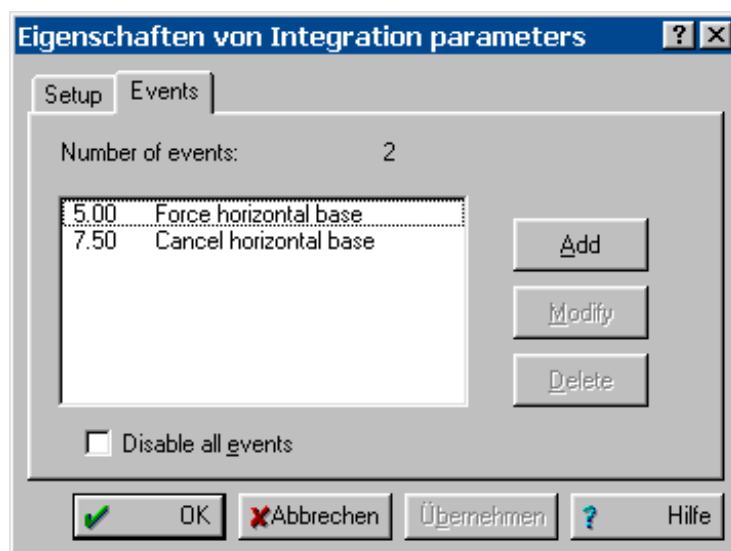 Eigenschaften von Integration parameters
Setup Events
Number of events: 2
5.00 Force horizontal base
7.50 Cancel horizontal base
Add
Modify
Delete
Disable all events
OK Abbrechen Übernehmen ? Hilfe